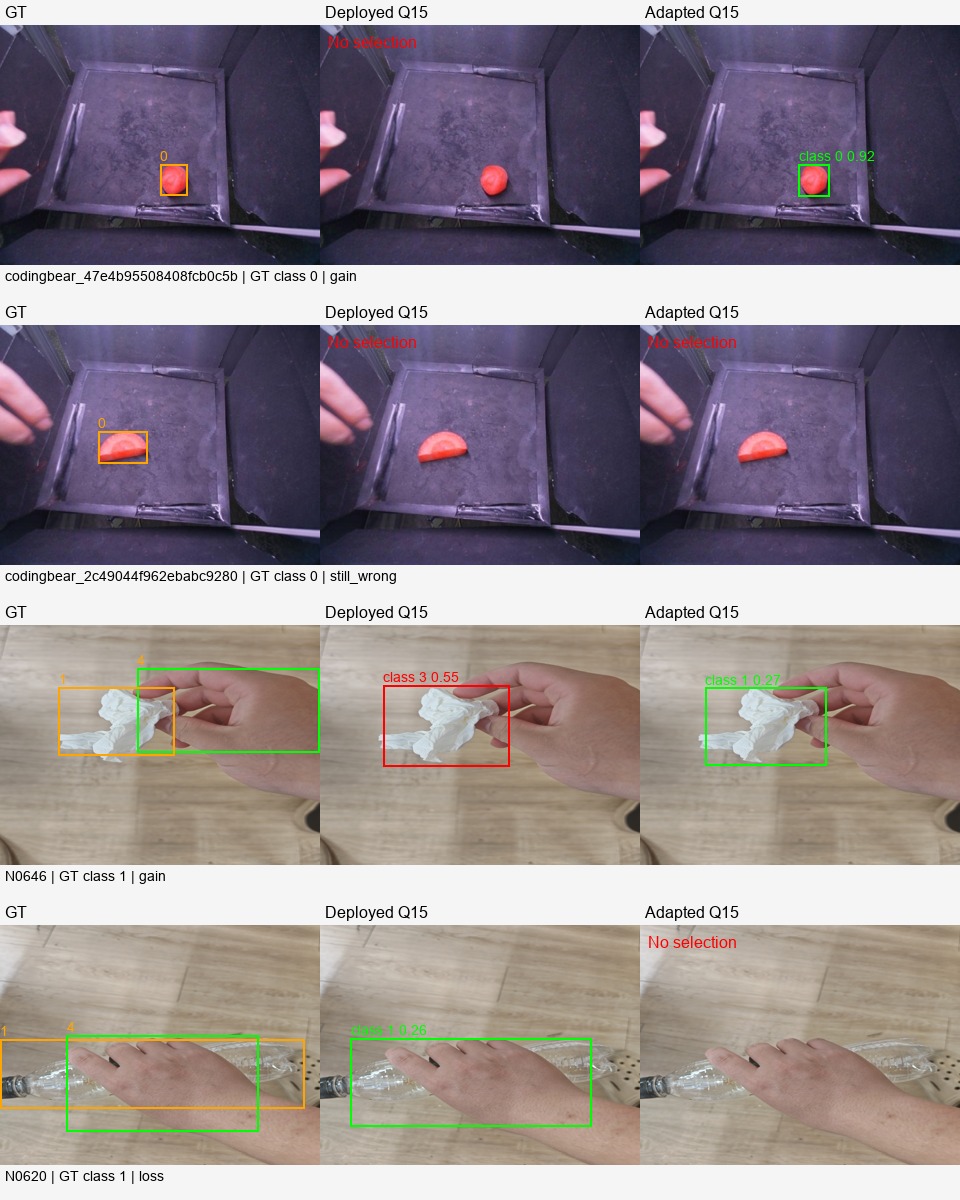 GT Deployed Q15 Adapted Q15
No selection
0 class 0 0.92
codingbear_47e4b95508408fcb0c5b | GT class 0 | gain
GT Deployed Q15 Adapted Q15
No selection No selection
0
codingbear_2c49044f962ebabc9280 | GT class 0 | still_wrong
GT Deployed Q15 Adapted Q15
4
1 class 3 0.55 class 1 0.27
N0646 | GT class 1 | gain
GT Deployed Q15 Adapted Q15
No selection
1 4 class 1 0.26
N0620 | GT class 1 | loss